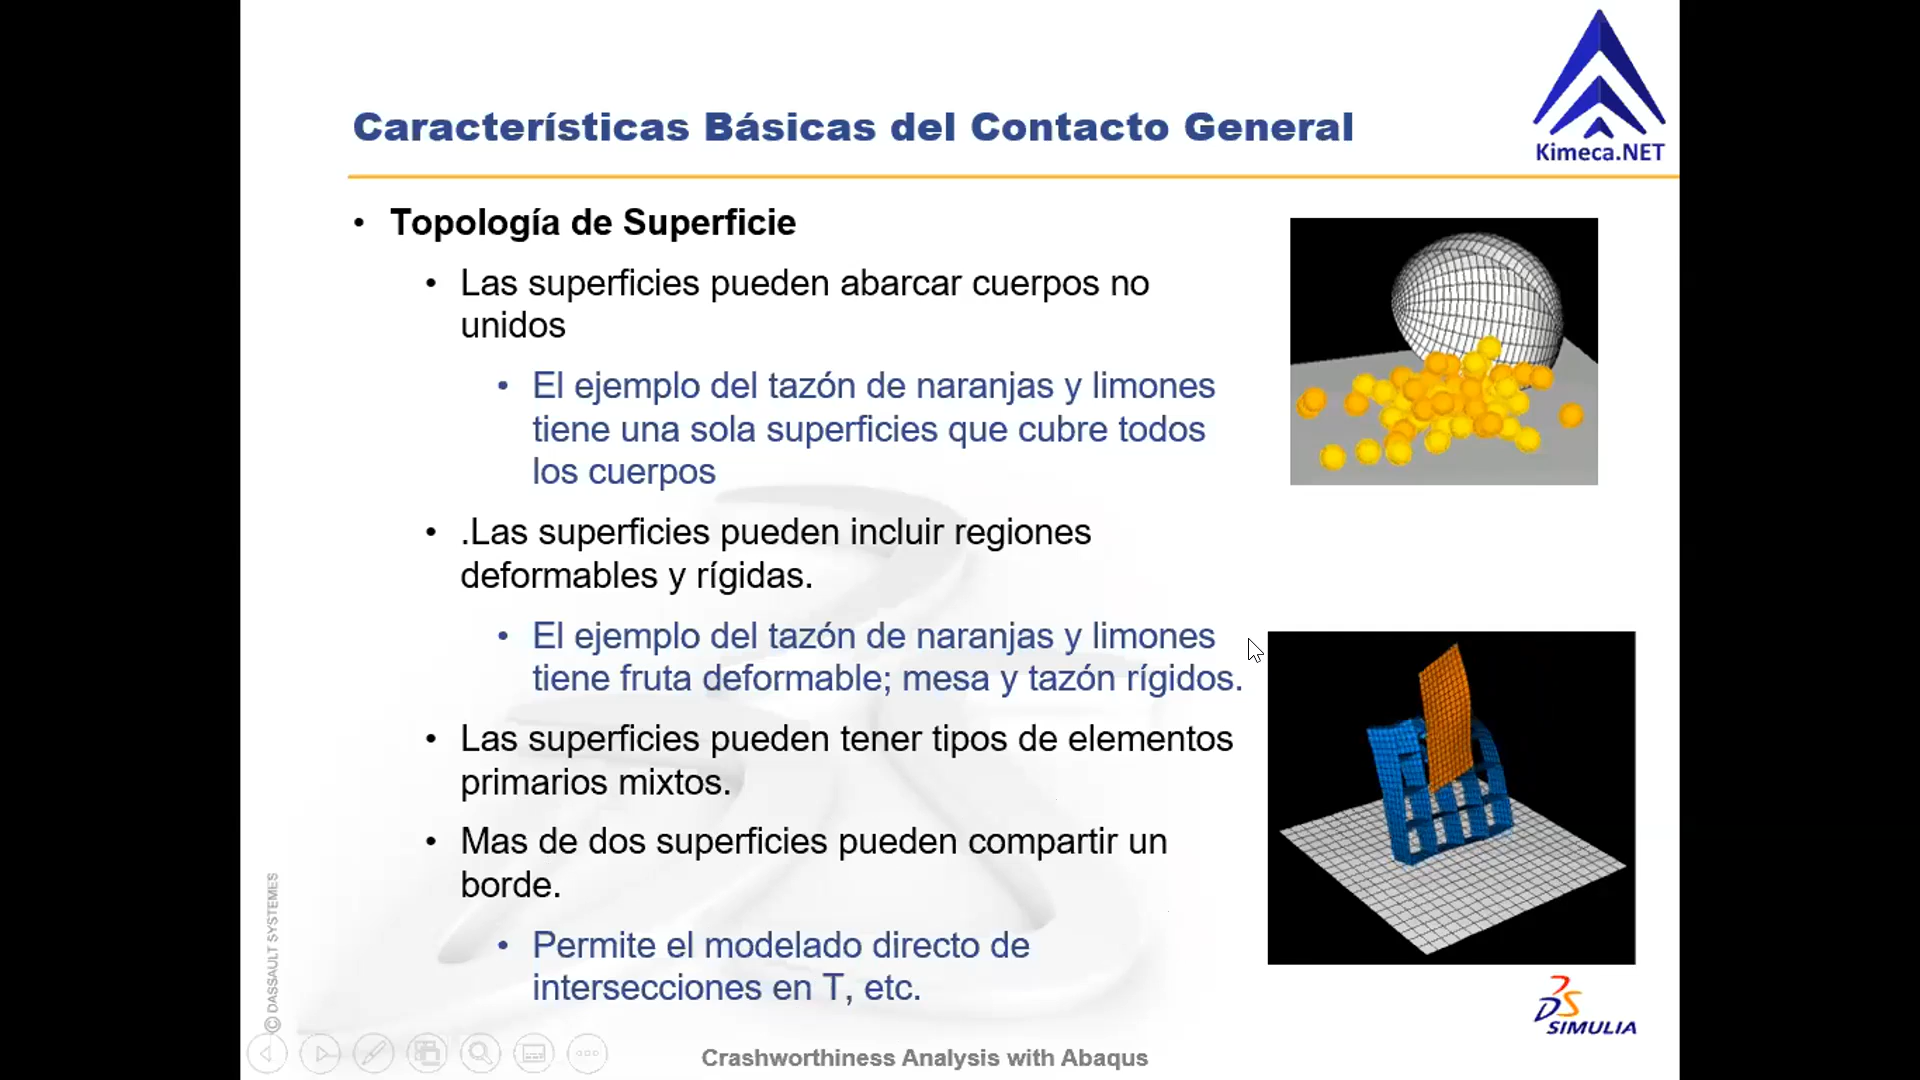 Kimeca.NET
Características Básicas del Contacto General
• Topología de Superficie
• Las superficies pueden abarcar cuerpos no
unidos
• El ejemplo del tazón de naranjas y limones
tiene una sola superficies que cubre todos
los cuerpos
• .Las superficies pueden incluir regiones
deformables y rígidas.
• El ejemplo del tazón de naranjas y limones
tiene fruta deformable; mesa y tazón rígidos.
• Las superficies pueden tener tipos de elementos
primarios mixtos.
• Mas de dos superficies pueden compartir un
borde.
• Permite el modelado directo de
intersecciones en T, etc.
© DASSAULT SYSTEMES
DS
SIMULIA
Crashworthiness Analysis with Abaqus